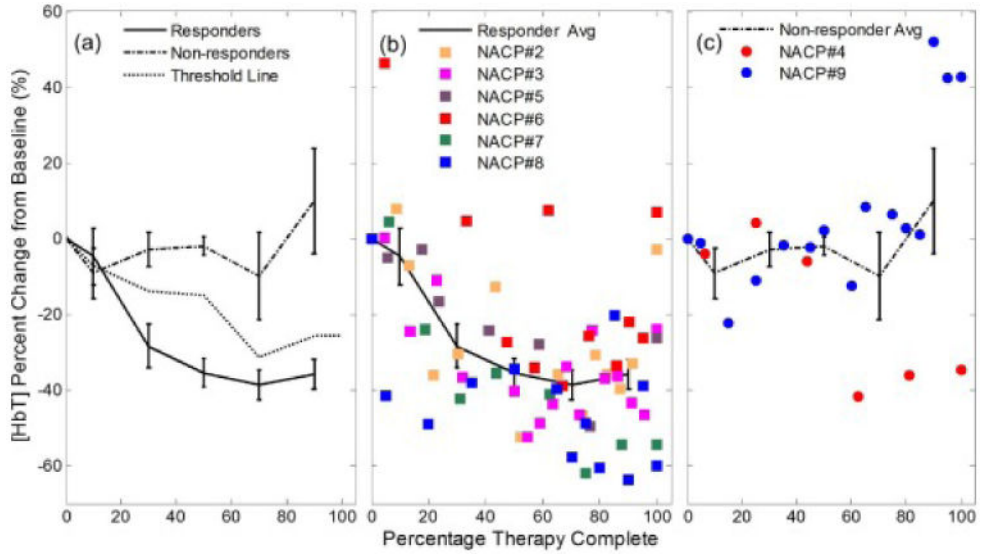 [HbT] Percent Change from Baseline (%)
60
40
20
0
-20
-40
-60
(a)
Responders
Non-responders
Threshold Line
0 20 40 60 80 100
(b)
Responder Avg
NACP#2
NACP#3
NACP#5
NACP#6
NACP#7
NACP#8
0 20 40 60 80 100
(c)
Non-responder Avg
NACP#4
NACP#9
0 20 40 60 80 100
Percentage Therapy Complete